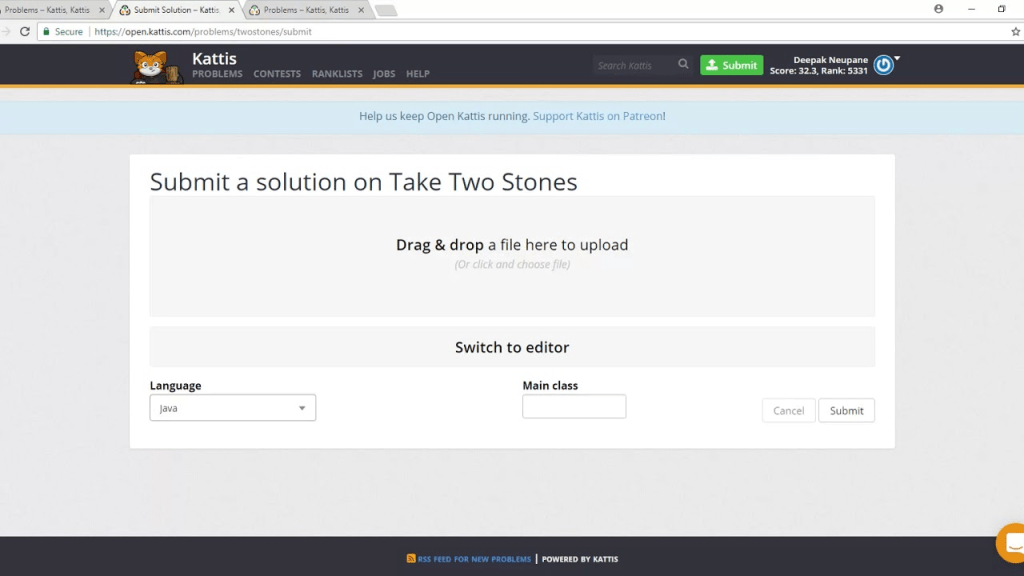 Problems – Kattis, Kattis
Submit Solution – Kattis
Problems – Kattis, Kattis
Secure | https://open.kattis.com/problems/twostones/submit
Kattis
PROBLEMS CONTESTS RANKLISTS JOBS HELP
Search Kattis
Submit
Deepak Neupane
Score: 32.3, Rank: 5331
Help us keep Open Kattis running. Support Kattis on Patreon!
Submit a solution on Take Two Stones
Drag & drop a file here to upload
(Or click and choose file)
Switch to editor
Language
Main class
Java
Cancel
Submit
RSS FEED FOR NEW PROBLEMS | POWERED BY KATTIS